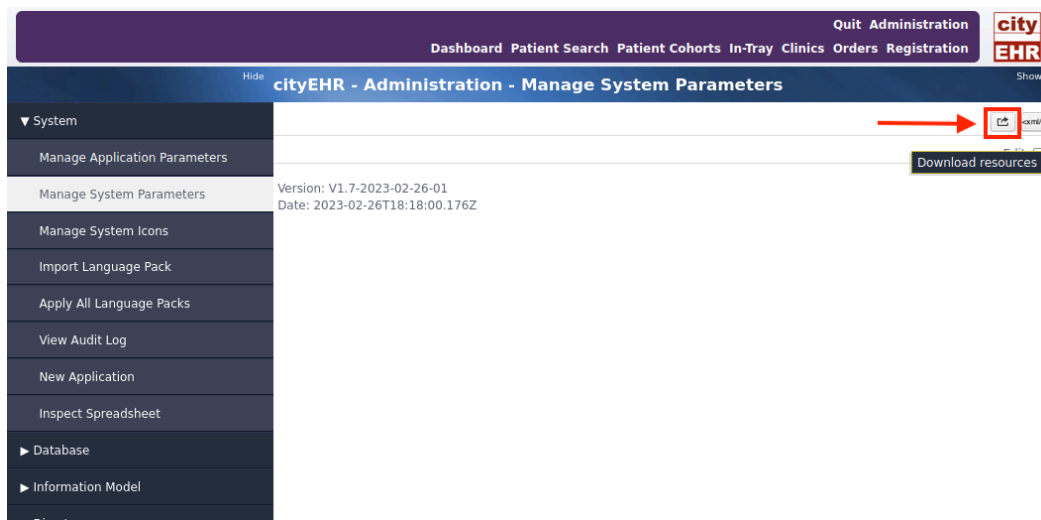 Quit Administration
city
Dashboard Patient Search Patient Cohorts In-Tray Clinics Orders Registration
EHR
Hide
cityEHR - Administration - Manage System Parameters
Show
▼ System
Manage Application Parameters
Download resources
Manage System Parameters
Version: V1.7-2023-02-26-01
Date: 2023-02-26T18:18:00.176Z
Manage System Icons
Import Language Pack
Apply All Language Packs
View Audit Log
New Application
Inspect Spreadsheet
▶ Database
▶ Information Model